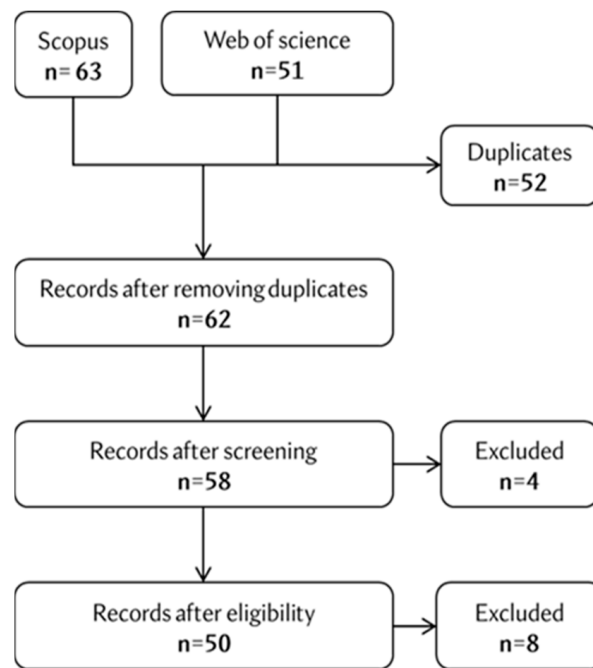 Scopus
n= 63
Web of science
n=51
Duplicates
n=52
Records after removing duplicates
n=62
Records after screening
n=58
Excluded
n=4
Records after eligibility
n=50
Excluded
n=8